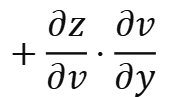 + ∂z/∂v · ∂v/∂y